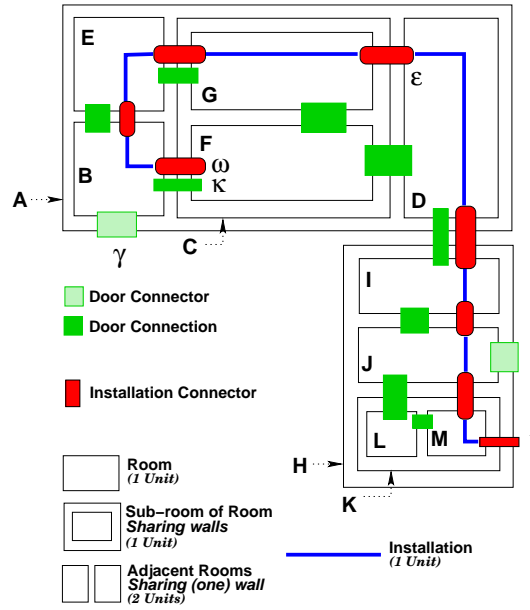 E
G
ε
B
F
ω
κ
A
D
C
γ
I
Door Connector
Door Connection
J
Installation Connector
L
M
H
K
Room
(1 Unit)
Sub-room of Room
Sharing walls
(1 Unit)
Installation
(1 Unit)
Adjacent Rooms
Sharing (one) wall
(2 Units)